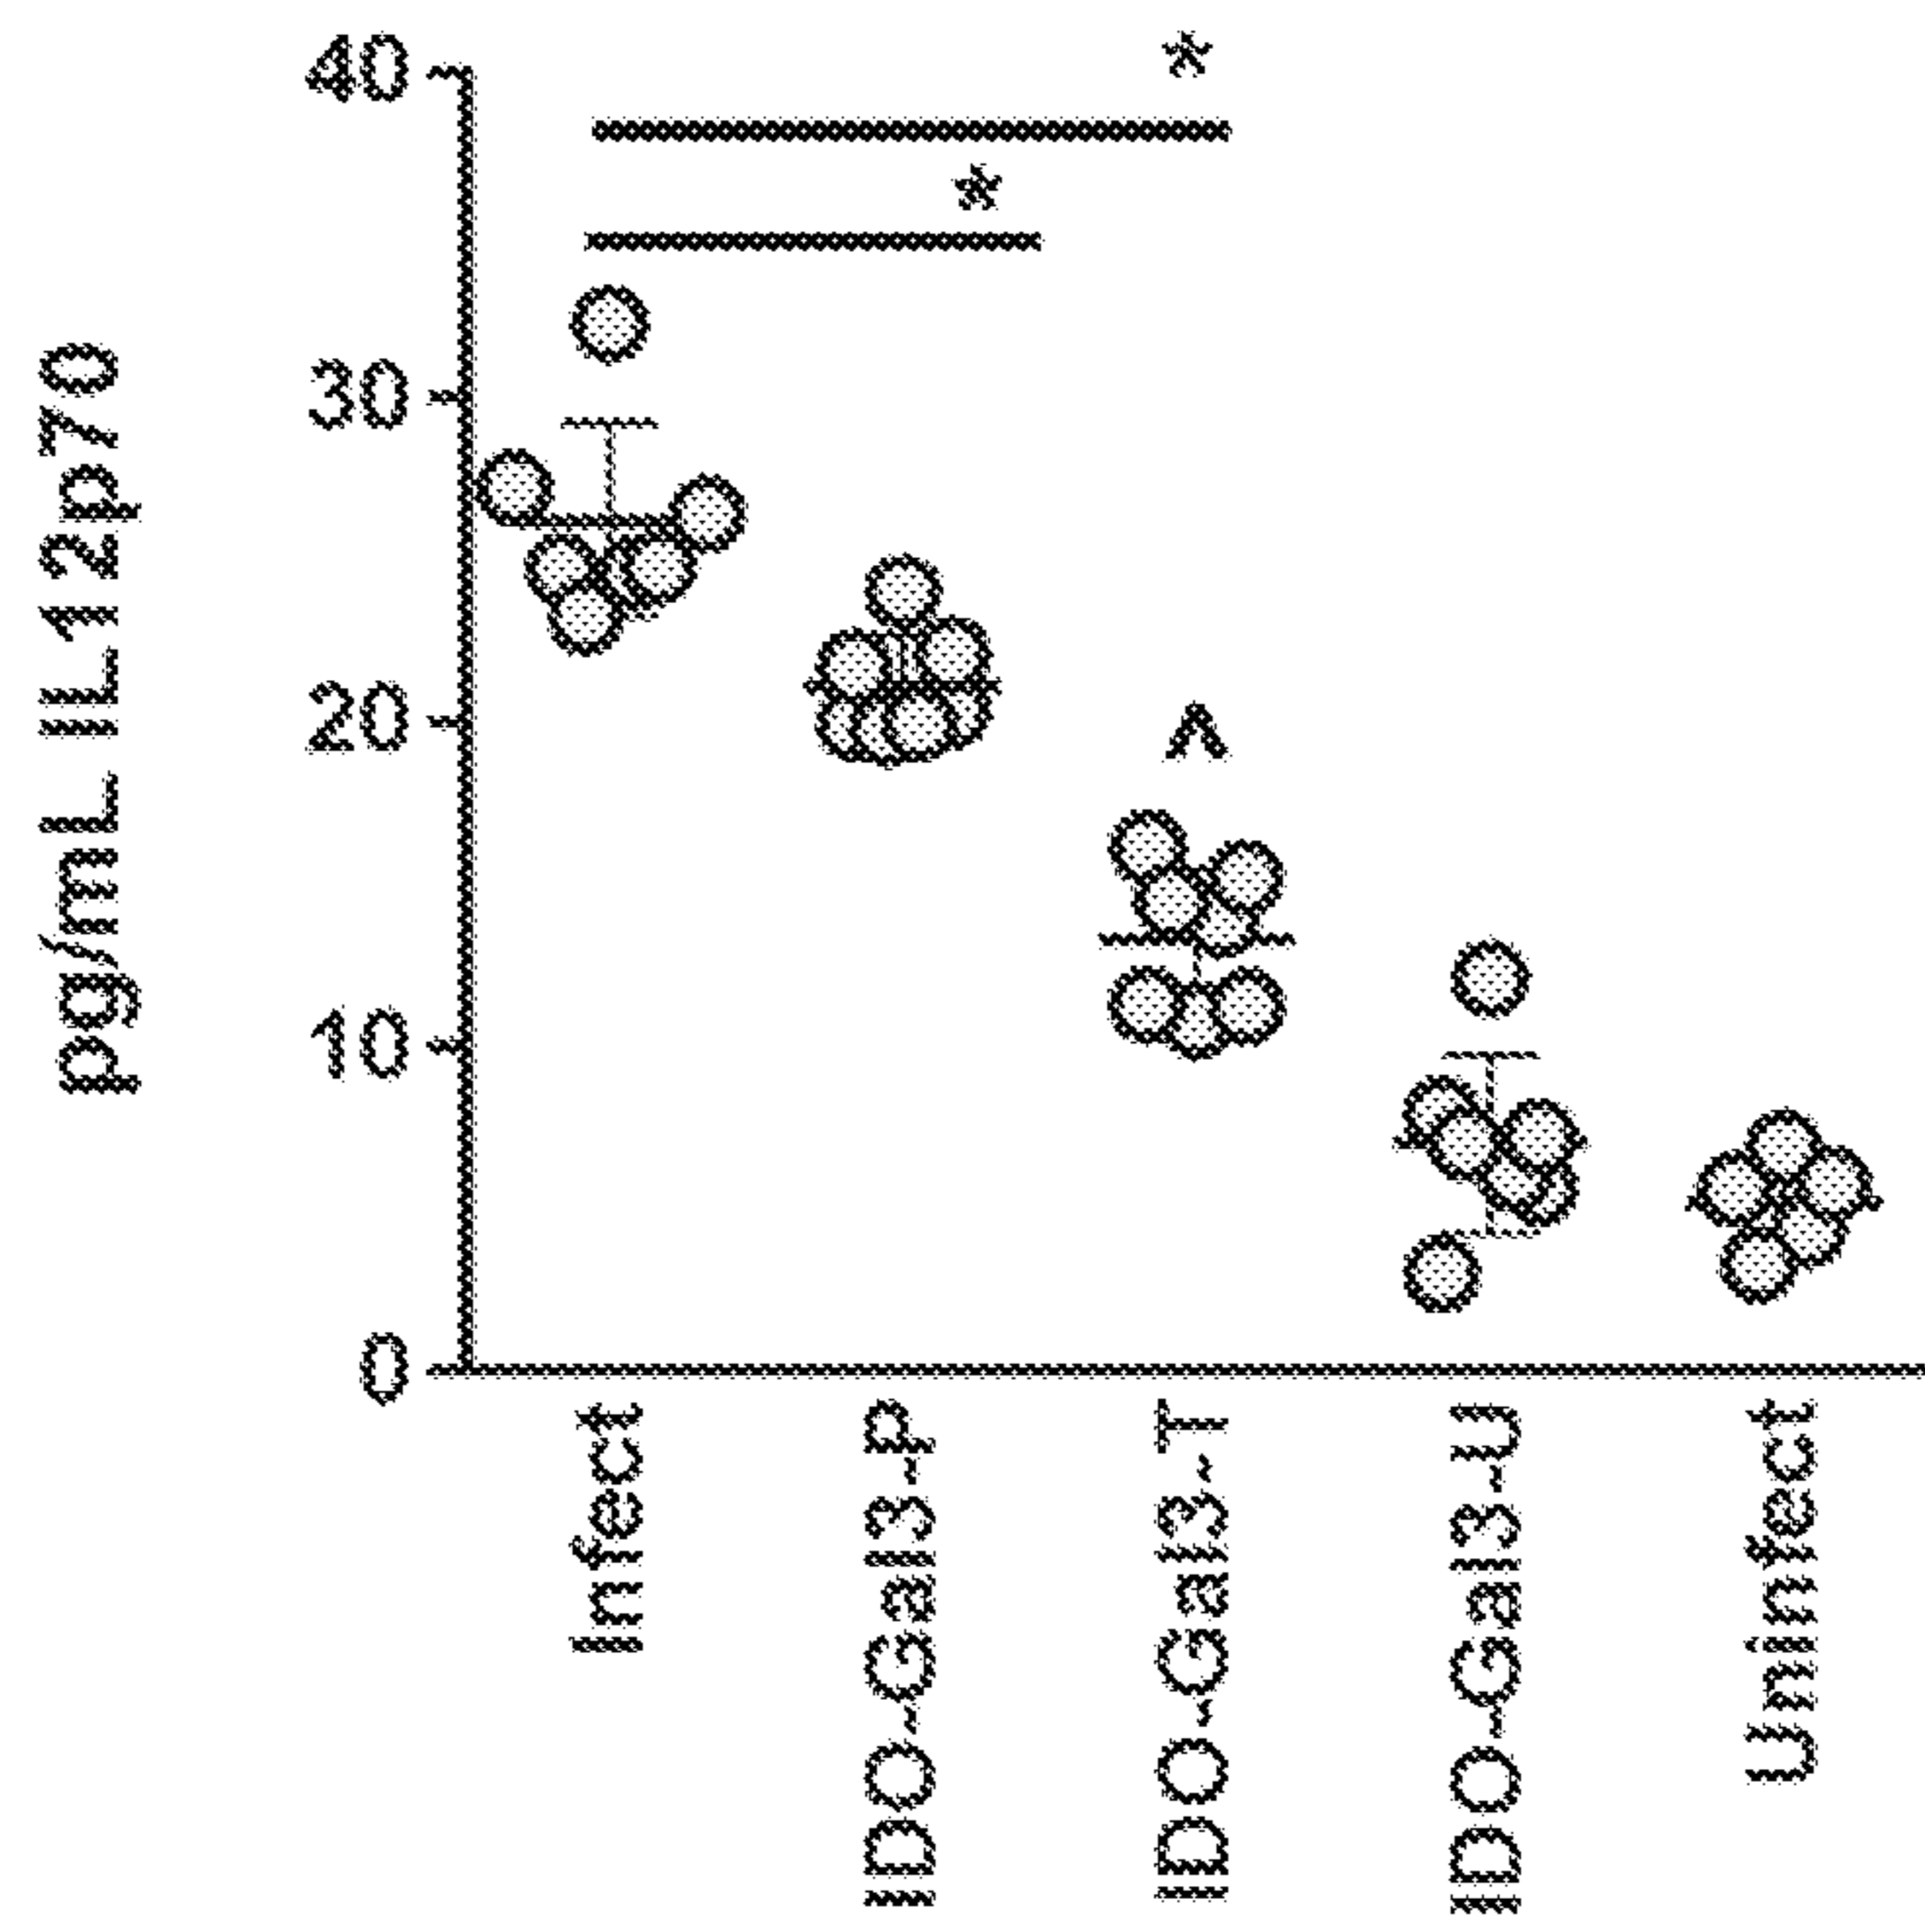 *
*
^
pg/mL IL12p70
40
30
20
10
0
Infect
IDO-Gal3-P
IDO-Gal3-T
IDO-Gal3-U
Uninfect